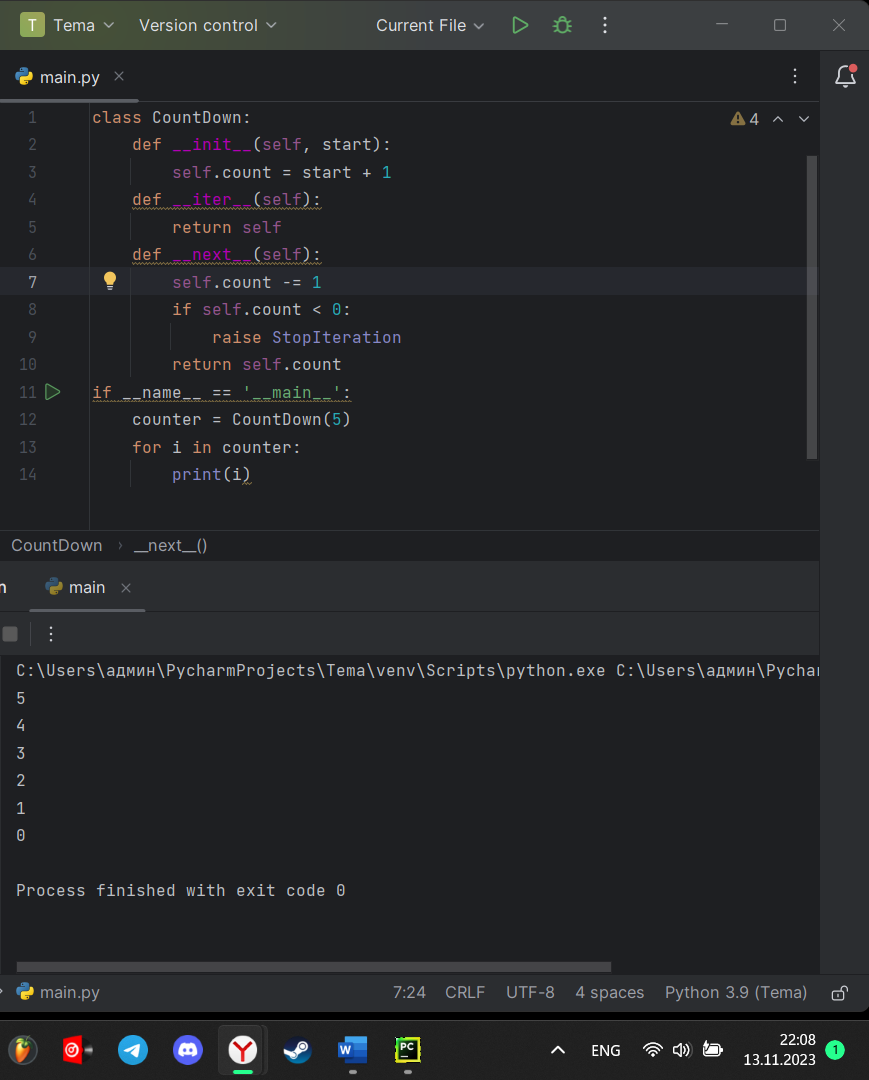 T Tema Version control Current File
main.py
4
1 class CountDown:
2 def __init__(self, start):
3 self.count = start + 1
4 def __iter__(self):
5 return self
6 def __next__(self):
7 self.count -= 1
8 if self.count < 0:
9 raise StopIteration
10 return self.count
11 if __name__ == '__main__':
12 counter = CountDown(5)
13 for i in counter:
14 print(i)
CountDown › __next__()
main
C:\Users\админ\PycharmProjects\Tema\venv\Scripts\python.exe C:\Users\админ\Pychar
5
4
3
2
1
0
Process finished with exit code 0
main.py 7:24 CRLF UTF-8 4 spaces Python 3.9 (Tema)
W PC ENG 22:08 1
13.11.2023